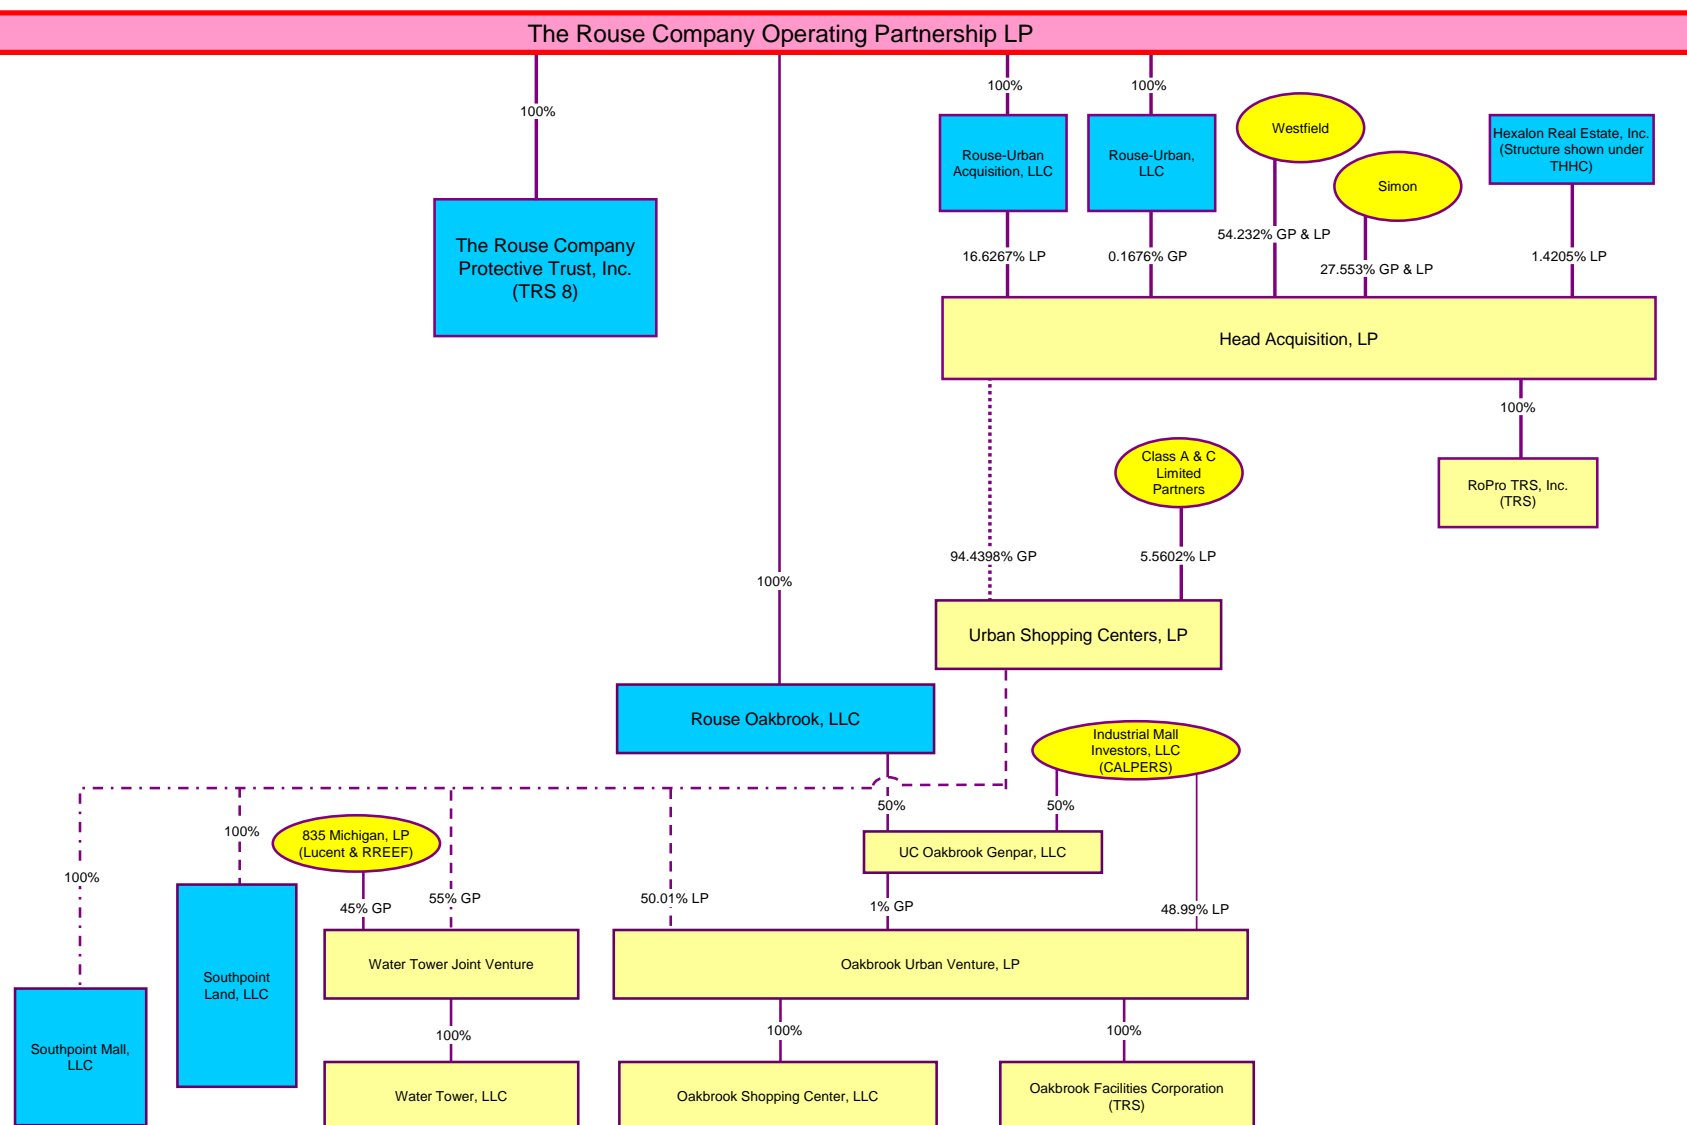 The Rouse Company Operating Partnership LP
100%
100%
100%
Westfield
Hexalon Real Estate, Inc.
(Structure shown under
THHC)
Rouse-Urban
Acquisition, LLC
Rouse-Urban,
LLC
Simon
The Rouse Company
Protective Trust, Inc.
(TRS 8)
16.6267% LP
0.1676% GP
54.232% GP & LP
27.553% GP & LP
1.4205% LP
Head Acquisition, LP
100%
Class A & C
Limited
Partners
RoPro TRS, Inc.
(TRS)
94.4398% GP
5.5602% LP
100%
Urban Shopping Centers, LP
Rouse Oakbrook, LLC
Industrial Mall
Investors, LLC
(CALPERS)
50%
50%
100%
835 Michigan, LP
(Lucent & RREEF)
UC Oakbrook Genpar, LLC
100%
45% GP
55% GP
50.01% LP
1% GP
48.99% LP
Water Tower Joint Venture
Oakbrook Urban Venture, LP
Southpoint
Land, LLC
100%
100%
100%
Southpoint Mall,
LLC
Water Tower, LLC
Oakbrook Shopping Center, LLC
Oakbrook Facilities Corporation
(TRS)